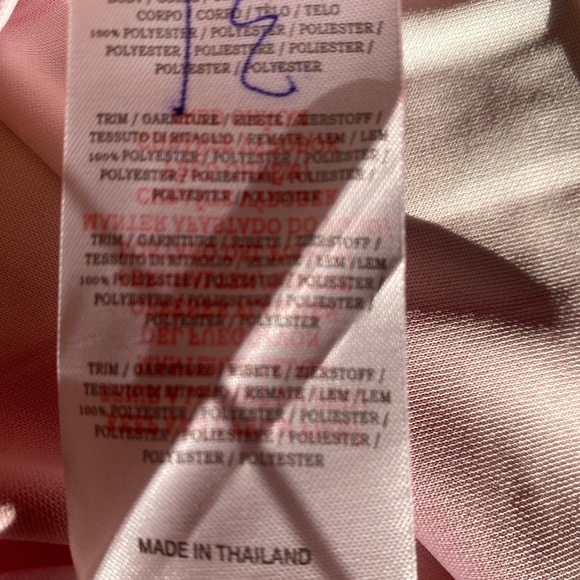 CORPO / CORPO / TELO / TELO
100% POLYESTER / POLYESTER / POLIESTER /
POLYESTER / POLIESTERE / POLIESTER /
POLYESTER / POLYESTER
TRIM / GARNITURE / RIBETE / ZIERSTOFF /
TESSUTO DI RITAGLIO / REMATE / LEM / LEM
100% POLYESTER / POLYESTER / POLIESTER /
POLYESTER / POLIESTERE / POLIESTER /
POLYESTER / POLYESTER
TRIM / GARNITURE / RIBETE / ZIERSTOFF /
TESSUTO DI RITAGLIO / REMATE / LEM / LEM
100% POLYESTER / POLYESTER / POLIESTER /
POLYESTER / POLIESTERE / POLIESTER /
POLYESTER / POLYESTER
TRIM / GARNITURE / RIBETE / ZIERSTOFF /
TESSUTO DI RITAGLIO / REMATE / LEM / LEM
100% POLYESTER / POLYESTER / POLIESTER /
POLYESTER / POLIESTERE / POLIESTER /
POLYESTER / POLYESTER
MADE IN THAILAND